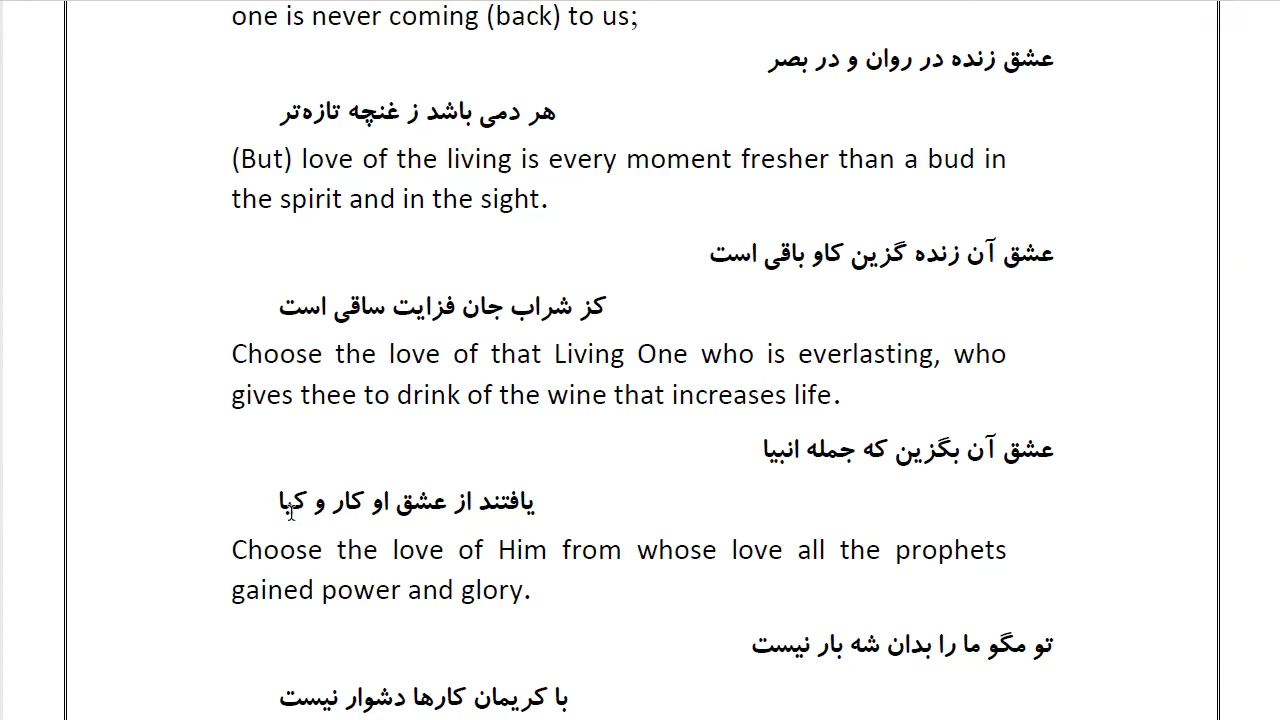 one is never coming (back) to us;
عشق زنده در روان و در بصر
هر دمی باشد ز غنچه تازه‌تر
(But) love of the living is every moment fresher than a bud in
the spirit and in the sight.
عشق آن زنده گزین کاو باقی است
کز شراب جان فزایت ساقی است
Choose the love of that Living One who is everlasting, who
gives thee to drink of the wine that increases life.
عشق آن بگزین که جمله انبیا
یافتند از عشق او کار و کیا
Choose the love of Him from whose love all the prophets
gained power and glory.
تو مگو ما را بدان شه بار نیست
با کریمان کارها دشوار نیست